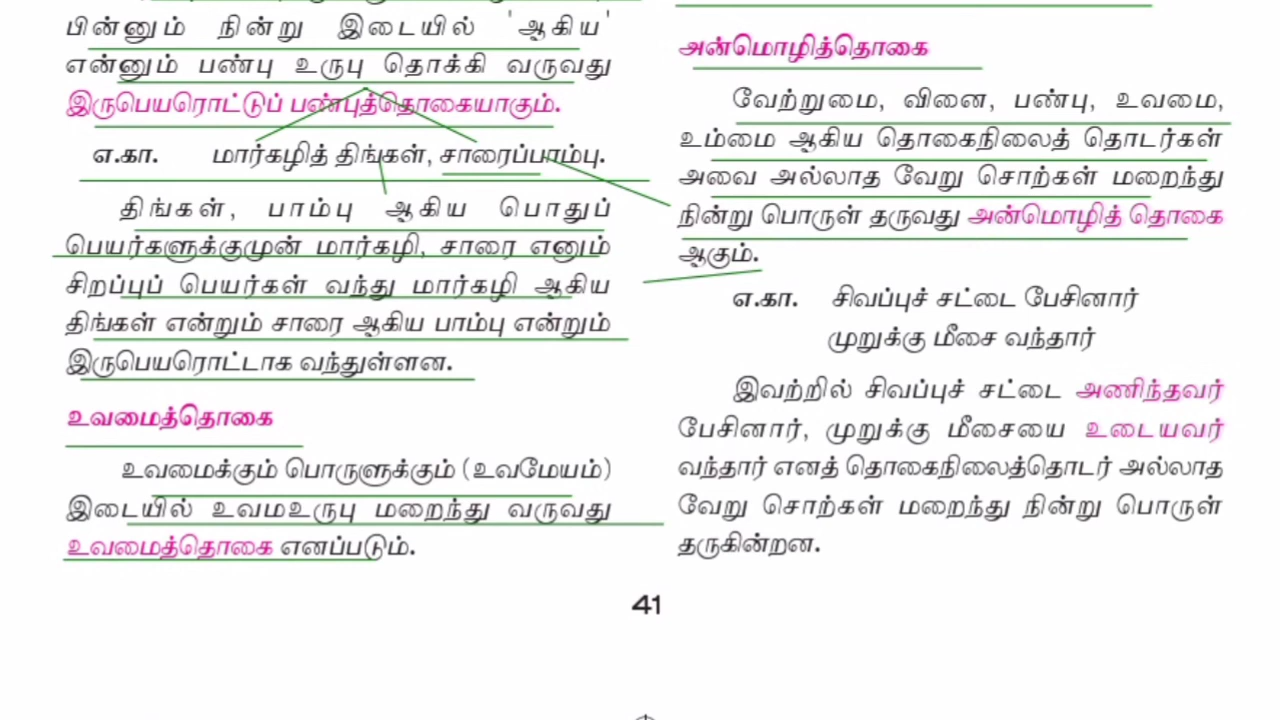 பின்னும் நின்று இடையில் 'ஆகிய'
என்னும் பண்பு உருபு தொக்கி வருவது
இருபெயரொட்டுப் பண்புத்தொகையாகும்.
எ.கா. மார்கழித் திங்கள், சாரைப்பாம்பு.
திங்கள், பாம்பு ஆகிய பொதுப்
பெயர்களுக்குமுன் மார்கழி, சாரை எனும்
சிறப்புப் பெயர்கள் வந்து மார்கழி ஆகிய
திங்கள் என்றும் சாரை ஆகிய பாம்பு என்றும்
இருபெயரொட்டாக வந்துள்ளன.
உவமைத்தொகை
உவமைக்கும் பொருளுக்கும் (உவமேயம்)
இடையில் உவமஉருபு மறைந்து வருவது
உவமைத்தொகை எனப்படும்.
அன்மொழித்தொகை
வேற்றுமை, வினை, பண்பு, உவமை,
உம்மை ஆகிய தொகைநிலைத் தொடர்கள்
அவை அல்லாத வேறு சொற்கள் மறைந்து
நின்று பொருள் தருவது அன்மொழித் தொகை
ஆகும்.
எ.கா. சிவப்புச் சட்டை பேசினார்
முறுக்கு மீசை வந்தார்
இவற்றில் சிவப்புச் சட்டை அணிந்தவர்
பேசினார், முறுக்கு மீசையை உடையவர்
வந்தார் எனத் தொகைநிலைத்தொடர் அல்லாத
வேறு சொற்கள் மறைந்து நின்று பொருள்
தருகின்றன.
41